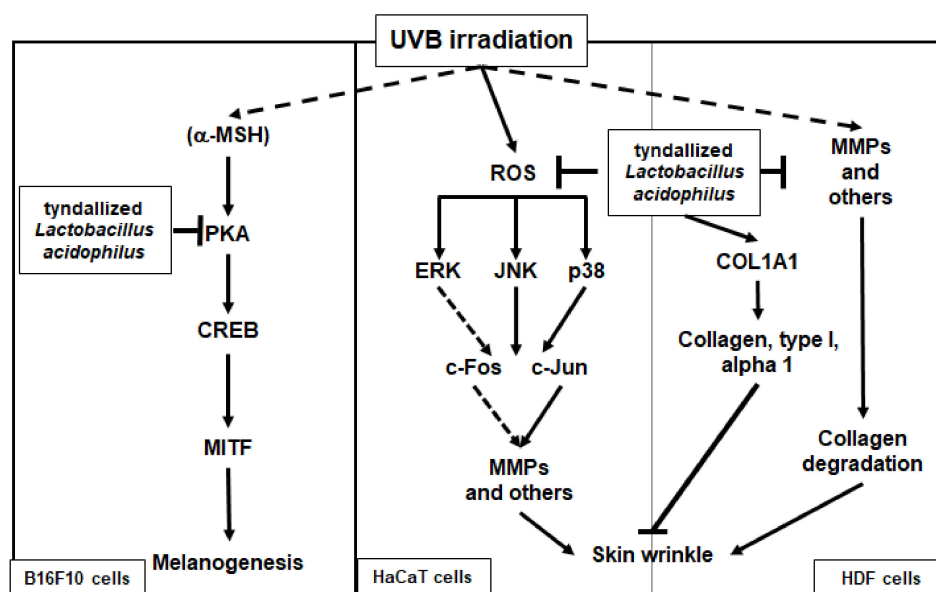 UVB irradiation
(α-MSH)
tyndallized
Lactobacillus
acidophilus
PKA
CREB
MITF
Melanogenesis
B16F10 cells
ROS
tyndallized
Lactobacillus
acidophilus
ERK JNK p38
c-Fos c-Jun
MMPs
and others
Skin wrinkle
HaCaT cells
COL1A1
Collagen, type I,
alpha 1
MMPs
and
others
Collagen
degradation
HDF cells